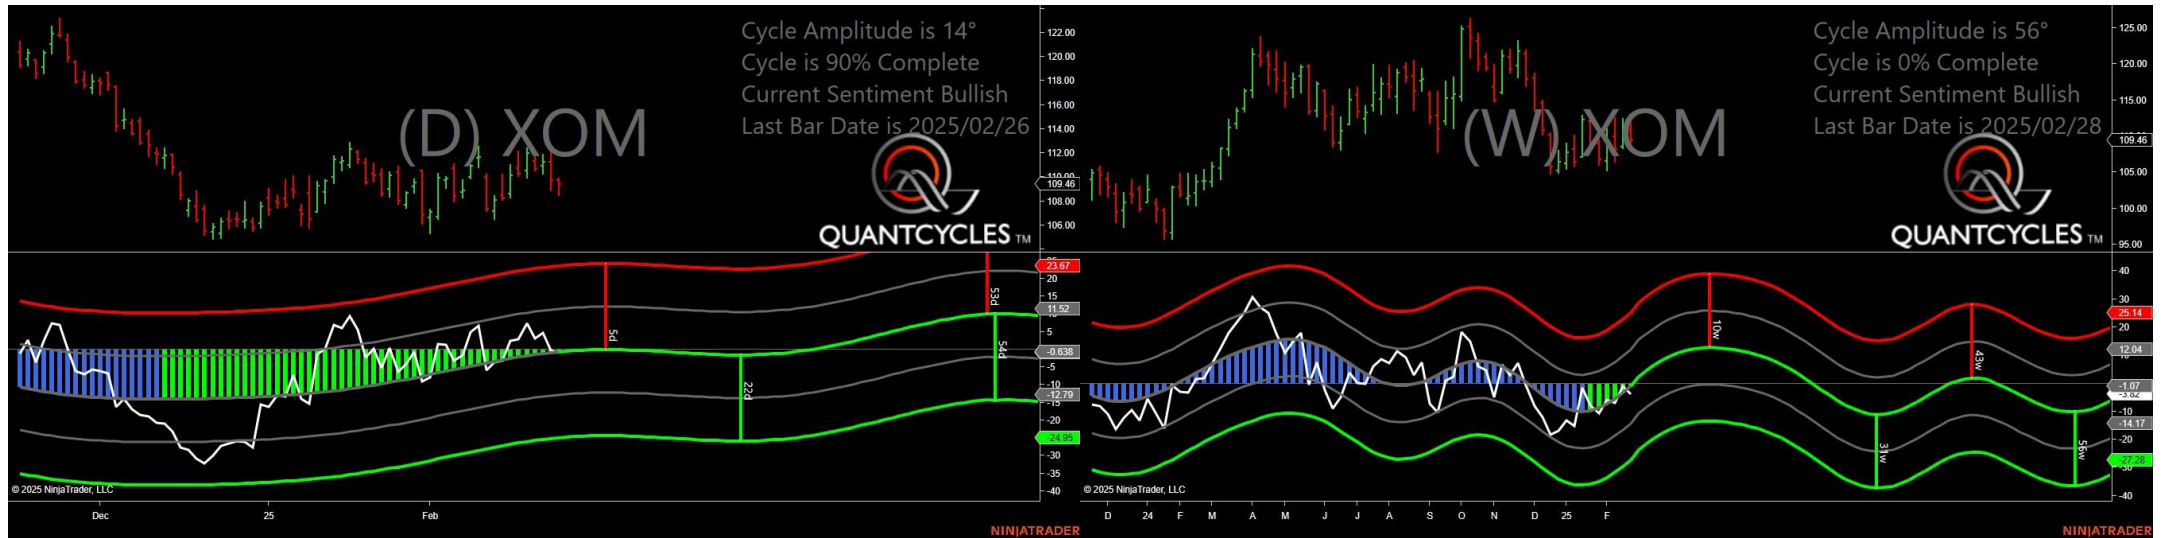 Cycle Amplitude is 14°
Cycle is 90% Complete
Current Sentiment Bullish
Last Bar Date is 2025/02/26
(D) XOM
QUANTCYCLES TM
122.00
120.00
118.00
116.00
114.00
112.00
110.00
109.46
108.00
106.00
23.67
20
15
11.52
5
-0.638
-5
-10
-12.79
-15
-20
-24.95
-30
-35
-40
5d
22d
53d
54d
© 2025 NinjaTrader, LLC
Dec
25
Feb
NINJATRADER
Cycle Amplitude is 56°
Cycle is 0% Complete
Current Sentiment Bullish
Last Bar Date is 2025/02/28
(W) XOM
QUANTCYCLES TM
125.00
120.00
115.00
109.46
105.00
100.00
95.00
40
30
25.14
20
12.04
-1.07
-3.82
-10
-14.17
-20
-27.28
-40
10w
31w
43w
56w
© 2025 NinjaTrader, LLC
D
24
F
M
A
M
J
J
A
S
O
N
D
25
F
NINJATRADER